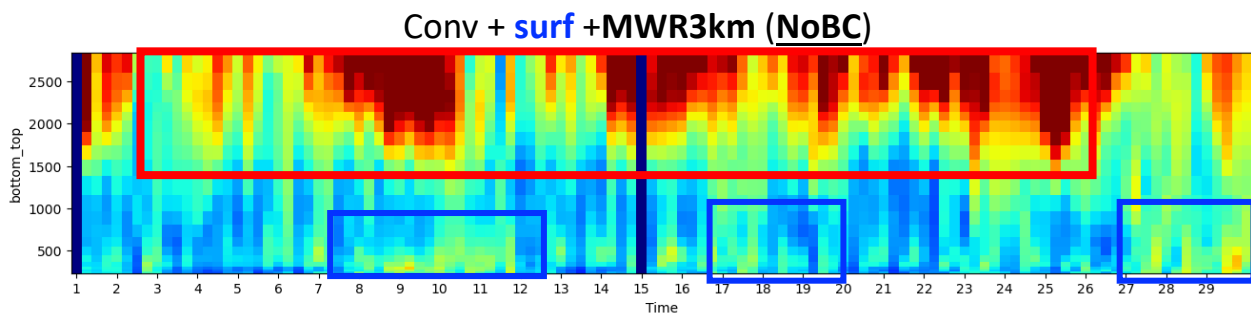 Conv + surf +MWR3km (NoBC)
2500
2000
1500
1000
500
bottom_top
1 2 3 4 5 6 7 8 9 10 11 12 13 14 15 16 17 18 19 20 21 22 23 24 25 26 27 28 29
Time